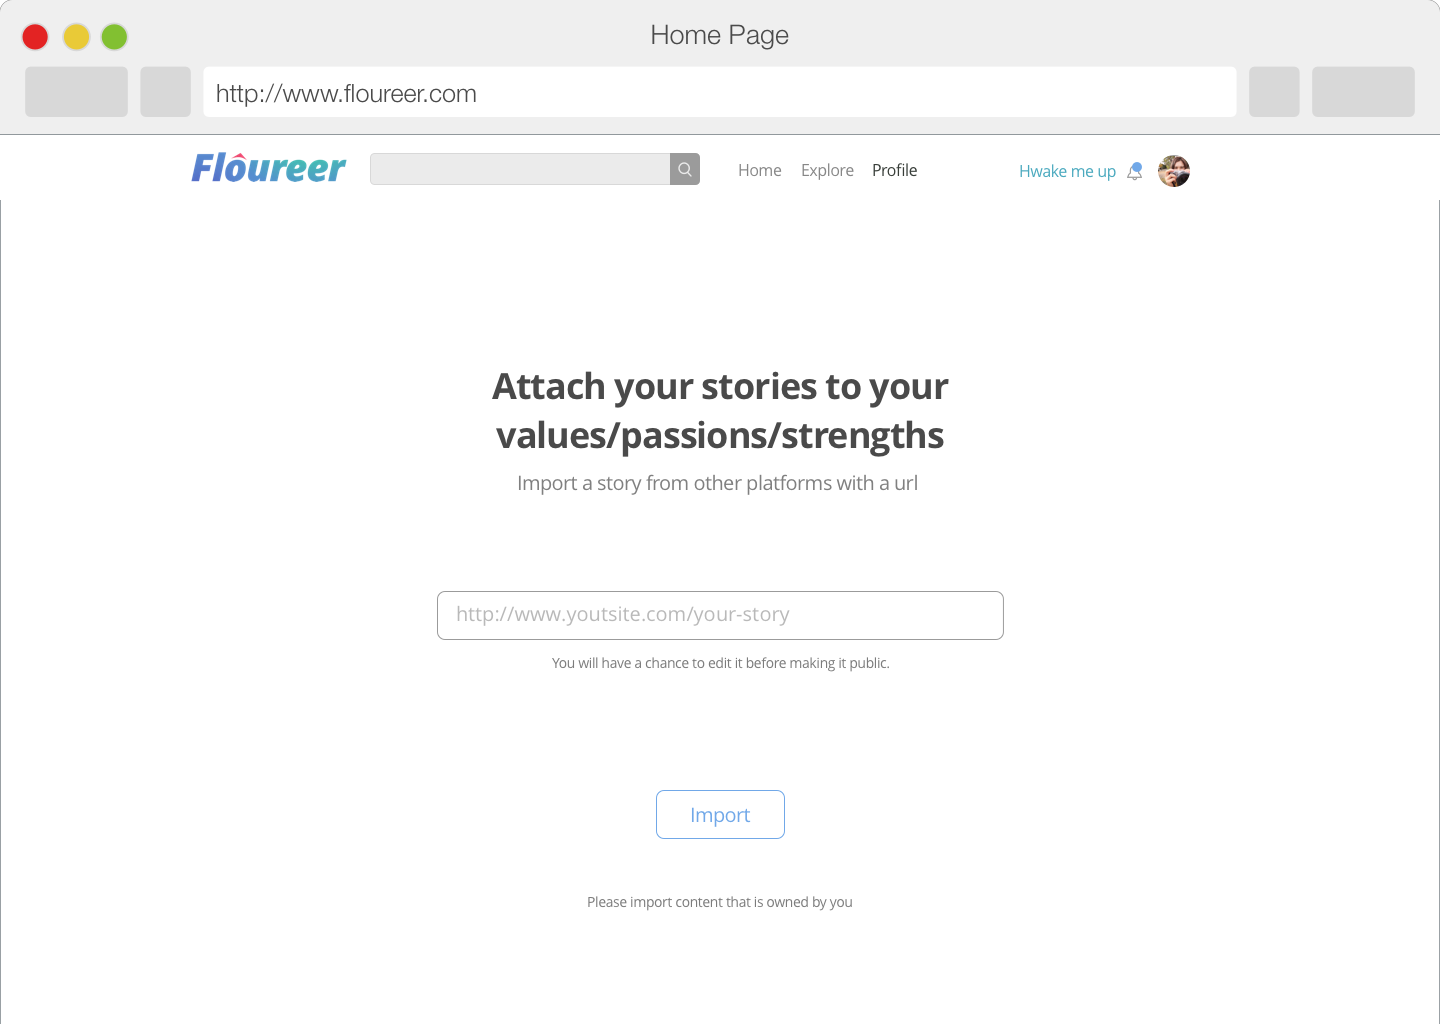 Home Page
http://www.floureer.com
Floureer
Home Explore Profile
Hwake me up
Attach your stories to your
values/passions/strengths
Import a story from other platforms with a url
http://www.youtsite.com/your-story
You will have a chance to edit it before making it public.
Import
Please import content that is owned by you